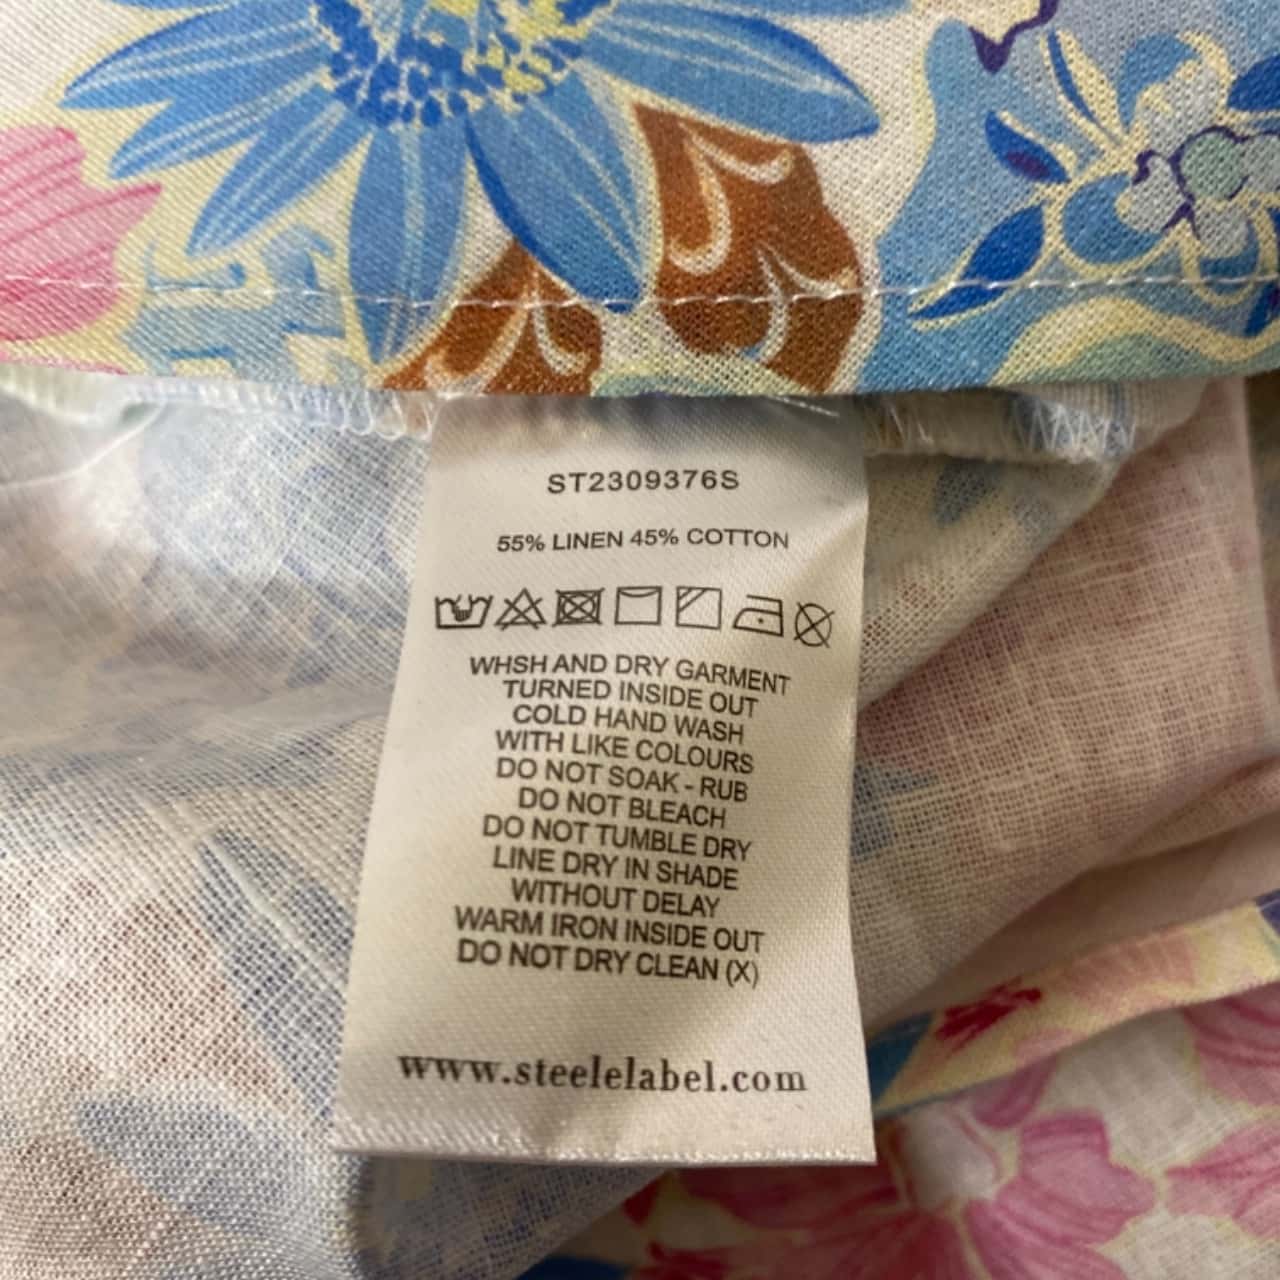 ST2309376S
55% LINEN 45% COTTON
WHSH AND DRY GARMENT
TURNED INSIDE OUT
COLD HAND WASH
WITH LIKE COLOURS
DO NOT SOAK - RUB
DO NOT BLEACH
DO NOT TUMBLE DRY
LINE DRY IN SHADE
WITHOUT DELAY
WARM IRON INSIDE OUT
DO NOT DRY CLEAN (X)
www.steelelabel.com